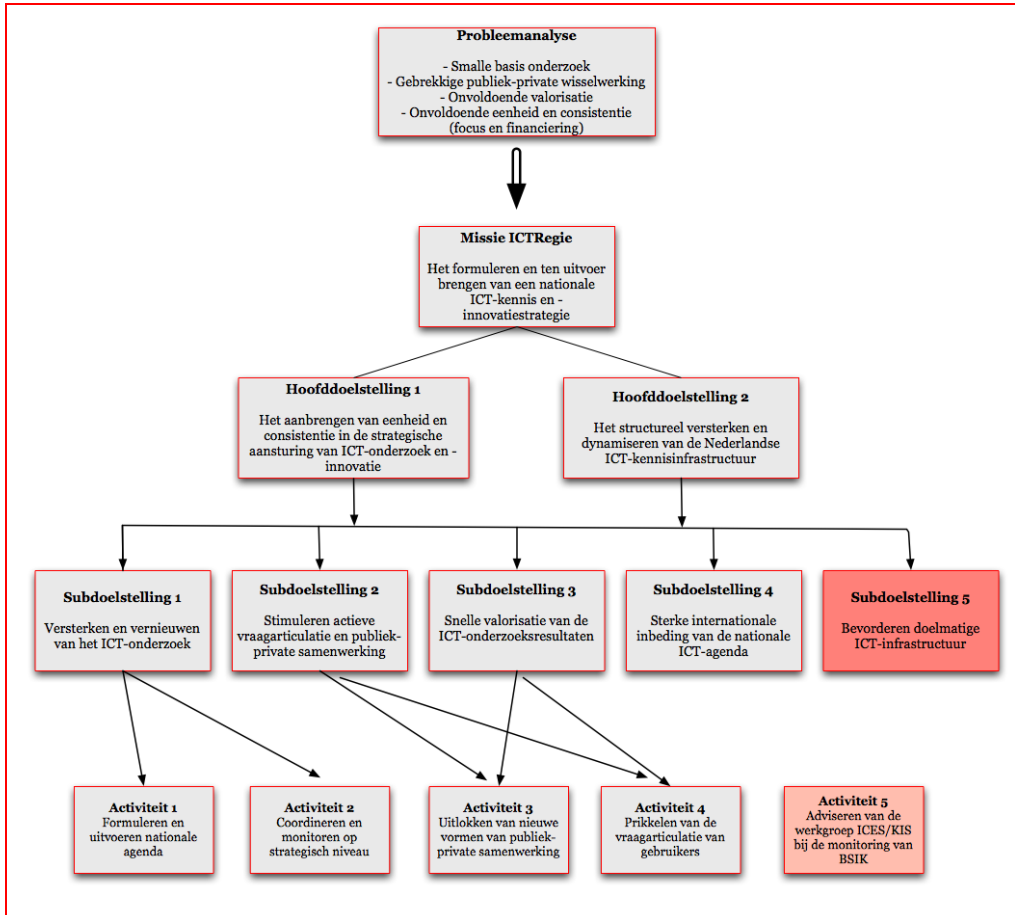 Probleemanalyse
- Smalle basis onderzoek
- Gebrekkige publiek-private wisselwerking
- Onvoldoende valorisatie
- Onvoldoende eenheid en consistentie
(focus en financiering)
Missie ICTRegie
Het formuleren en ten uitvoer
brengen van een nationale
ICT-kennis en -
innovatiestrategie
Hoofddoelstelling 1
Het aanbrengen van eenheid en
consistentie in de strategische
aansturing van ICT-onderzoek en -
innovatie
Hoofddoelstelling 2
Het structureel versterken en
dynamiseren van de Nederlandse
ICT-kennisinfrastructuur
Subdoelstelling 1
Versterken en vernieuwen
van het ICT-onderzoek
Subdoelstelling 2
Stimuleren actieve
vraagarticulatie en publiek-
private samenwerking
Subdoelstelling 3
Snelle valorisatie van de
ICT-onderzoeksresultaten
Subdoelstelling 4
Sterke internationale
inbeding van de nationale
ICT-agenda
Subdoelstelling 5
Bevorderen doelmatige
ICT-infrastructuur
Activiteit 1
Formuleren en
uitvoeren nationale
agenda
Activiteit 2
Coordineren en
monitoren op
strategisch niveau
Activiteit 3
Uitlokken van nieuwe
vormen van publiek-
private samenwerking
Activiteit 4
Prikkelen van de
vraagarticulatie van
gebruikers
Activiteit 5
Adviseren van de
werkgroep ICES/KIS
bij de monitoring van
BSIK